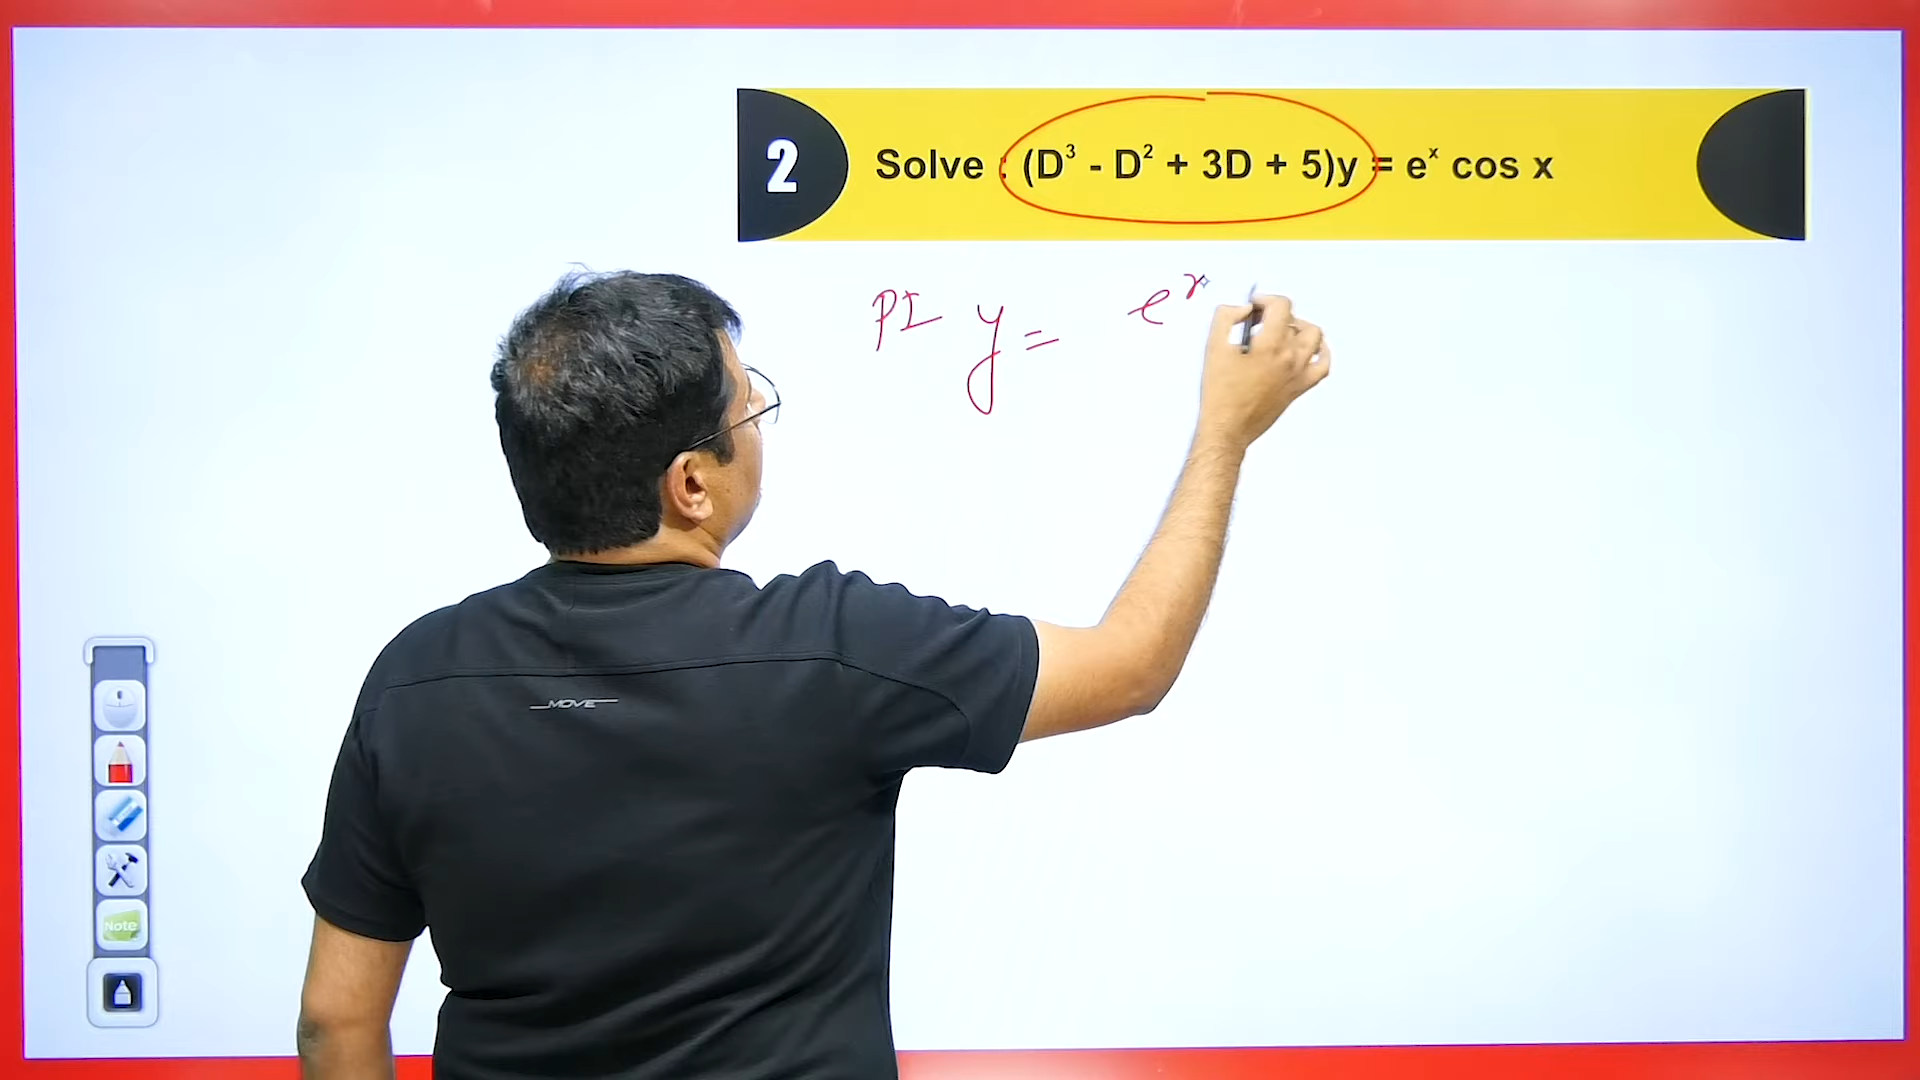 2 Solve : (D³ - D² + 3D + 5)y = eˣ cos x
PI y = eˣ
MOVE
Note